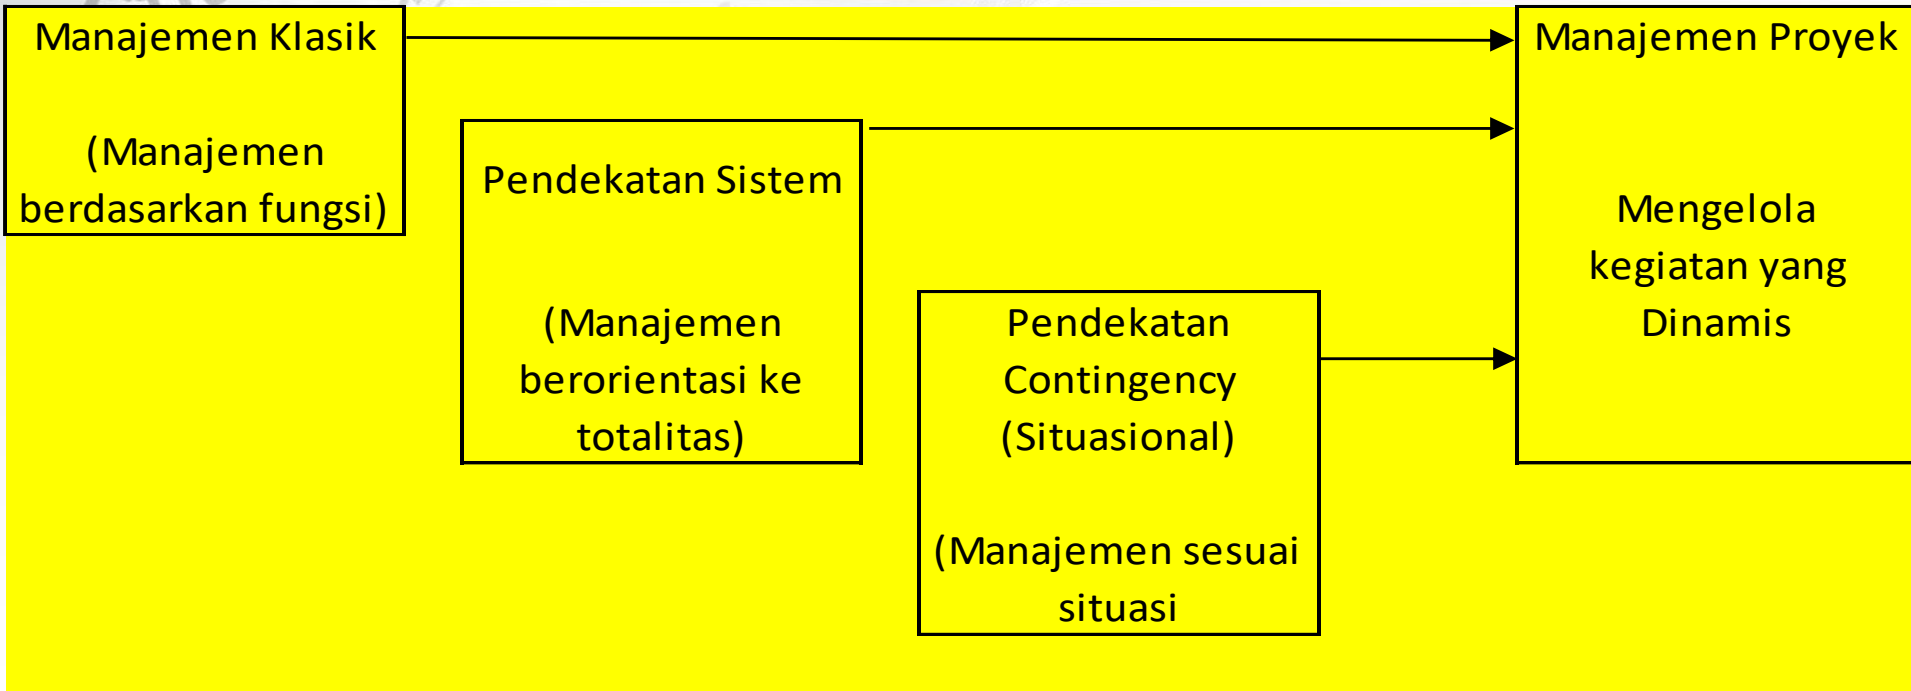 Manajemen Klasik
(Manajemen
berdasarkan fungsi)
Pendekatan Sistem
(Manajemen
berorientasi ke
totalitas)
Pendekatan
Contingency
(Situasional)
(Manajemen sesuai
situasi
Manajemen Proyek
Mengelola
kegiatan yang
Dinamis